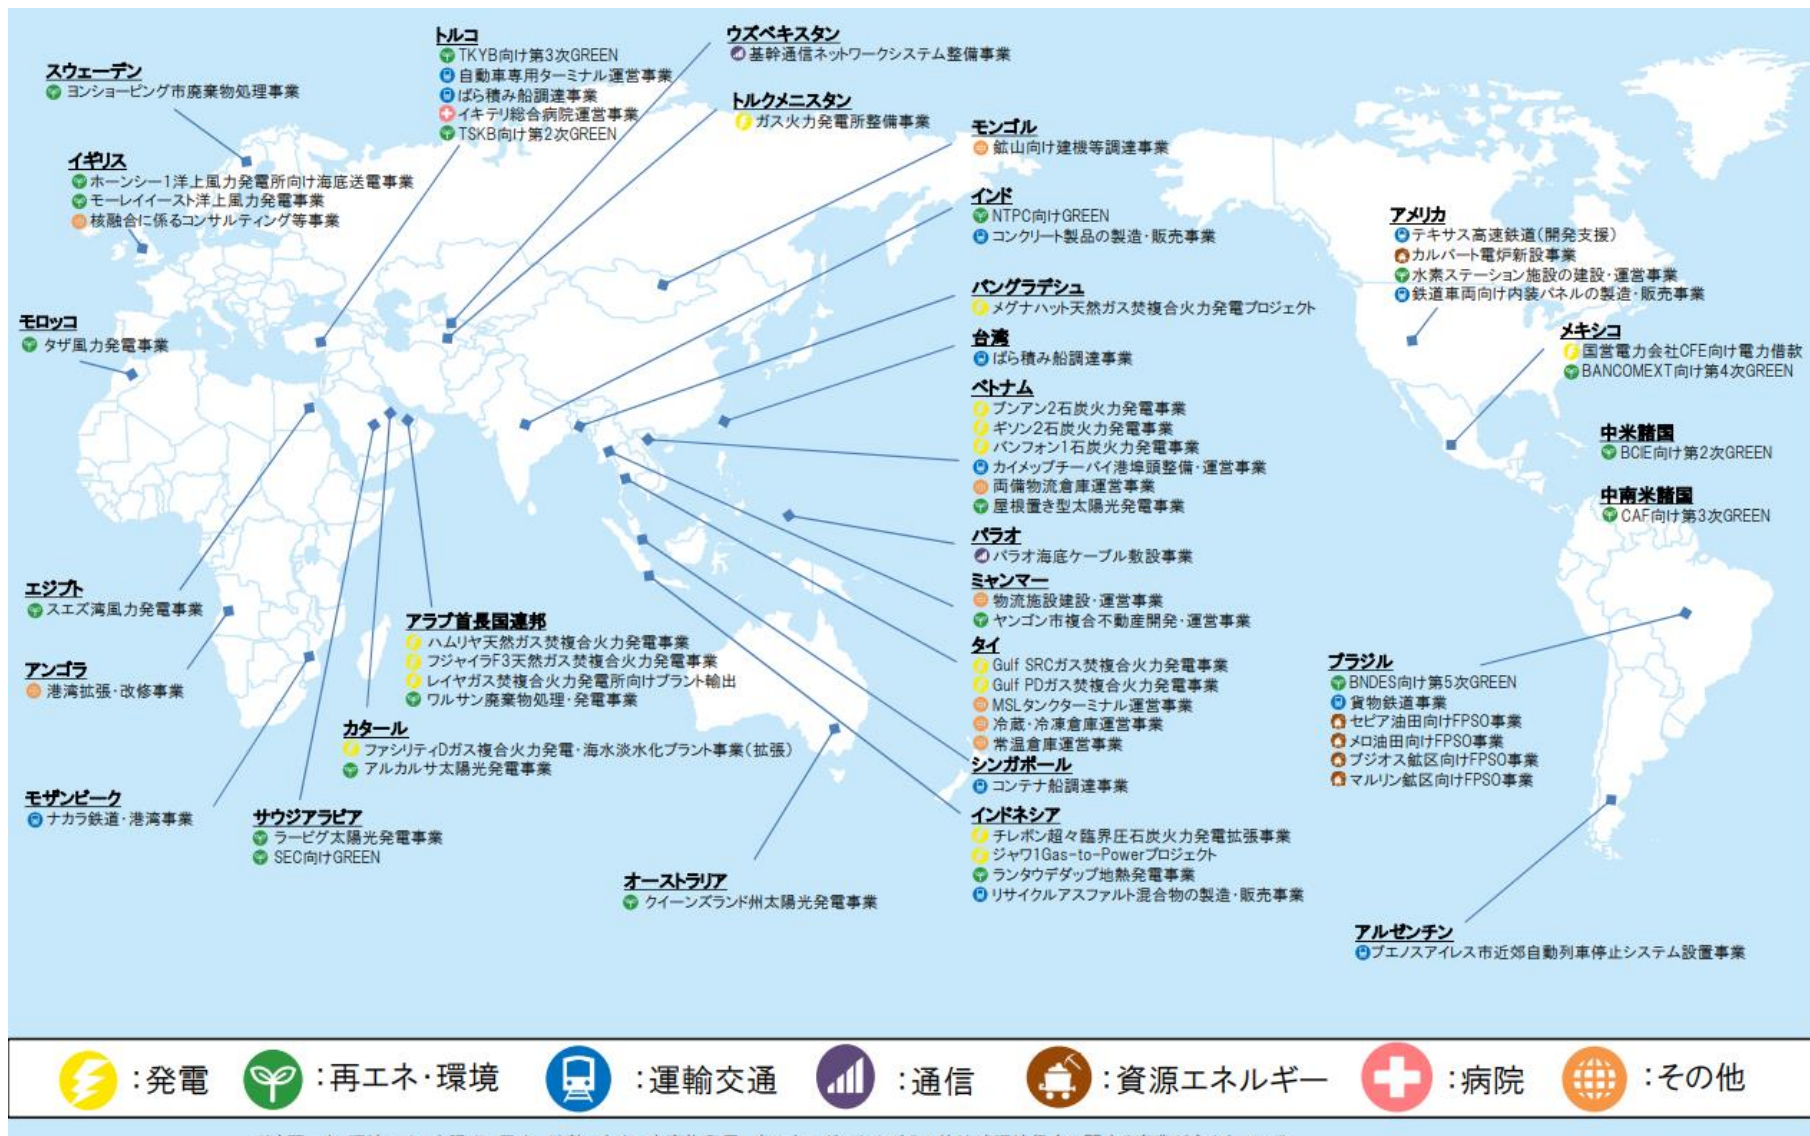 スウェーデン
ヨンショーピング市廃棄物処理事業
イギリス
ホーンシー1洋上風力発電所向け海底送電事業
モーレイイースト洋上風力発電事業
核融合に係るコンサルティング等事業
モロッコ
タザ風力発電事業
トルコ
TKYB向け第3次GREEN
自動車専用ターミナル運営事業
ばら積み船調達事業
イキテリ総合病院運営事業
TSKB向け第2次GREEN
ウズベキスタン
基幹通信ネットワークシステム整備事業
トルクメニスタン
ガス火力発電所整備事業
モンゴル
鉱山向け建機等調達事業
インド
NTPC向けGREEN
コンクリート製品の製造・販売事業
バングラデシュ
メグナハット天然ガス焚複合火力発電プロジェクト
台湾
ばら積み船調達事業
ベトナム
ブンアン2石炭火力発電事業
ギソン2石炭火力発電事業
バンフォン1石炭火力発電事業
カイメップチーバイ港埠頭整備・運営事業
両備物流倉庫運営事業
屋根置き型太陽光発電事業
パラオ
パラオ海底ケーブル敷設事業
ミャンマー
物流施設建設・運営事業
ヤンゴン市複合不動産開発・運営事業
タイ
Gulf SRCガス焚複合火力発電事業
Gulf PDガス焚複合火力発電事業
MSLタンクターミナル運営事業
冷蔵・冷凍倉庫運営事業
常温倉庫運営事業
シンガポール
コンテナ船調達事業
インドネシア
チレボン超々臨界圧石炭火力発電拡張事業
ジャワ1Gas-to-Powerプロジェクト
ランタウデダップ地熱発電事業
リサイクルアスファルト混合物の製造・販売事業
アメリカ
テキサス高速鉄道(開発支援)
カルバート電炉新設事業
水素ステーション施設の建設・運営事業
鉄道車両向け内装パネルの製造・販売事業
メキシコ
国営電力会社CFE向け電力借款
BANCOMEXT向け第4次GREEN
中米諸国
BCIE向け第2次GREEN
中南米諸国
CAF向け第3次GREEN
ブラジル
BNDES向け第5次GREEN
貨物鉄道事業
セピア油田向けFPSO事業
メロ油田向けFPSO事業
ブジオス鉱区向けFPSO事業
マルリン鉱区向けFPSO事業
アルゼンチン
ブエノスアイレス市近郊自動列車停止システム設置事業
エジプト
スエズ湾風力発電事業
アンゴラ
港湾拡張・改修事業
モザンビーク
ナカラ鉄道・港湾事業
アラブ首長国連邦
ハムリヤ天然ガス焚複合火力発電事業
フジャイラF3天然ガス焚複合火力発電事業
レイヤガス焚複合火力発電所向けプラント輸出
ワルサン廃棄物処理・発電事業
カタール
ファシリティDガス複合火力発電・海水淡水化プラント事業(拡張)
アルカルサ太陽光発電事業
サウジアラビア
ラービグ太陽光発電事業
SEC向けGREEN
オーストラリア
クイーンズランド州太陽光発電事業
:発電 :再エネ・環境 :運輸交通 :通信 :資源エネルギー :病院 :その他